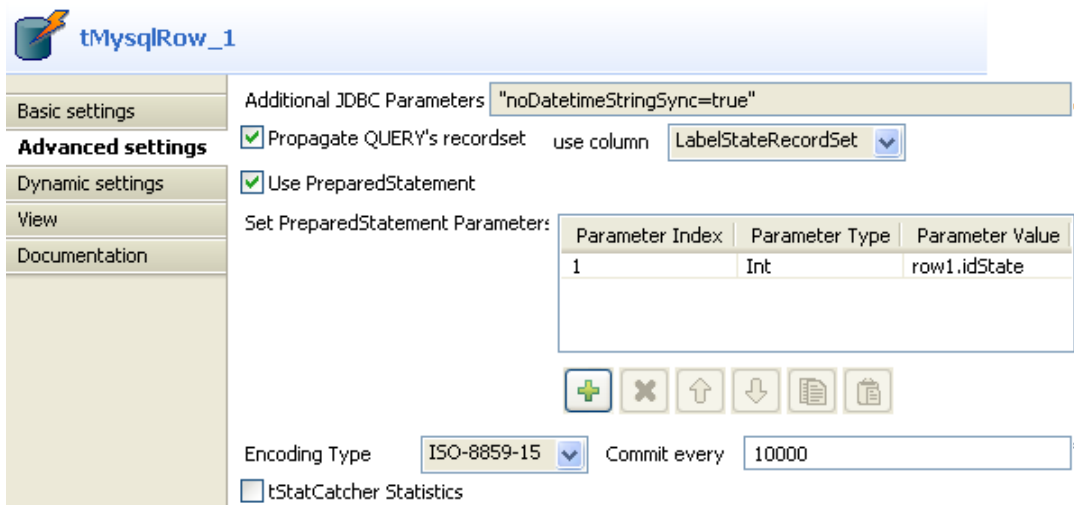 tMysqlRow_1
Basic settings
Advanced settings
Dynamic settings
View
Documentation
Additional JDBC Parameters "noDatetimeStringSync=true"
Propagate QUERY's recordset use column LabelStateRecordSet
Use PreparedStatement
Set PreparedStatement Parameters
Parameter Index Parameter Type Parameter Value
1 Int row1.idState
Encoding Type ISO-8859-15 Commit every 10000
tStatCatcher Statistics